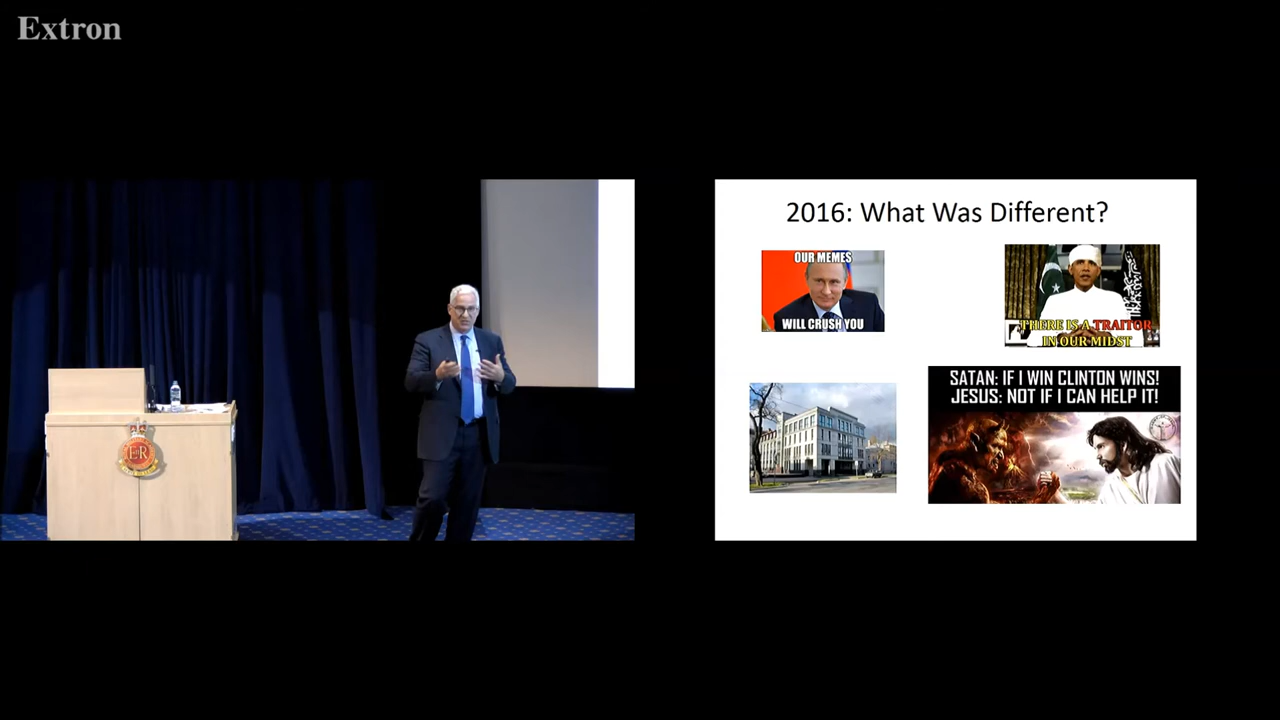 Extron
2016: What Was Different?
OUR MEMES
WILL CRUSH YOU
THERE IS A TRAITOR
IN OUR MIDST
SATAN: IF I WIN CLINTON WINS!
JESUS: NOT IF I CAN HELP IT!
E R